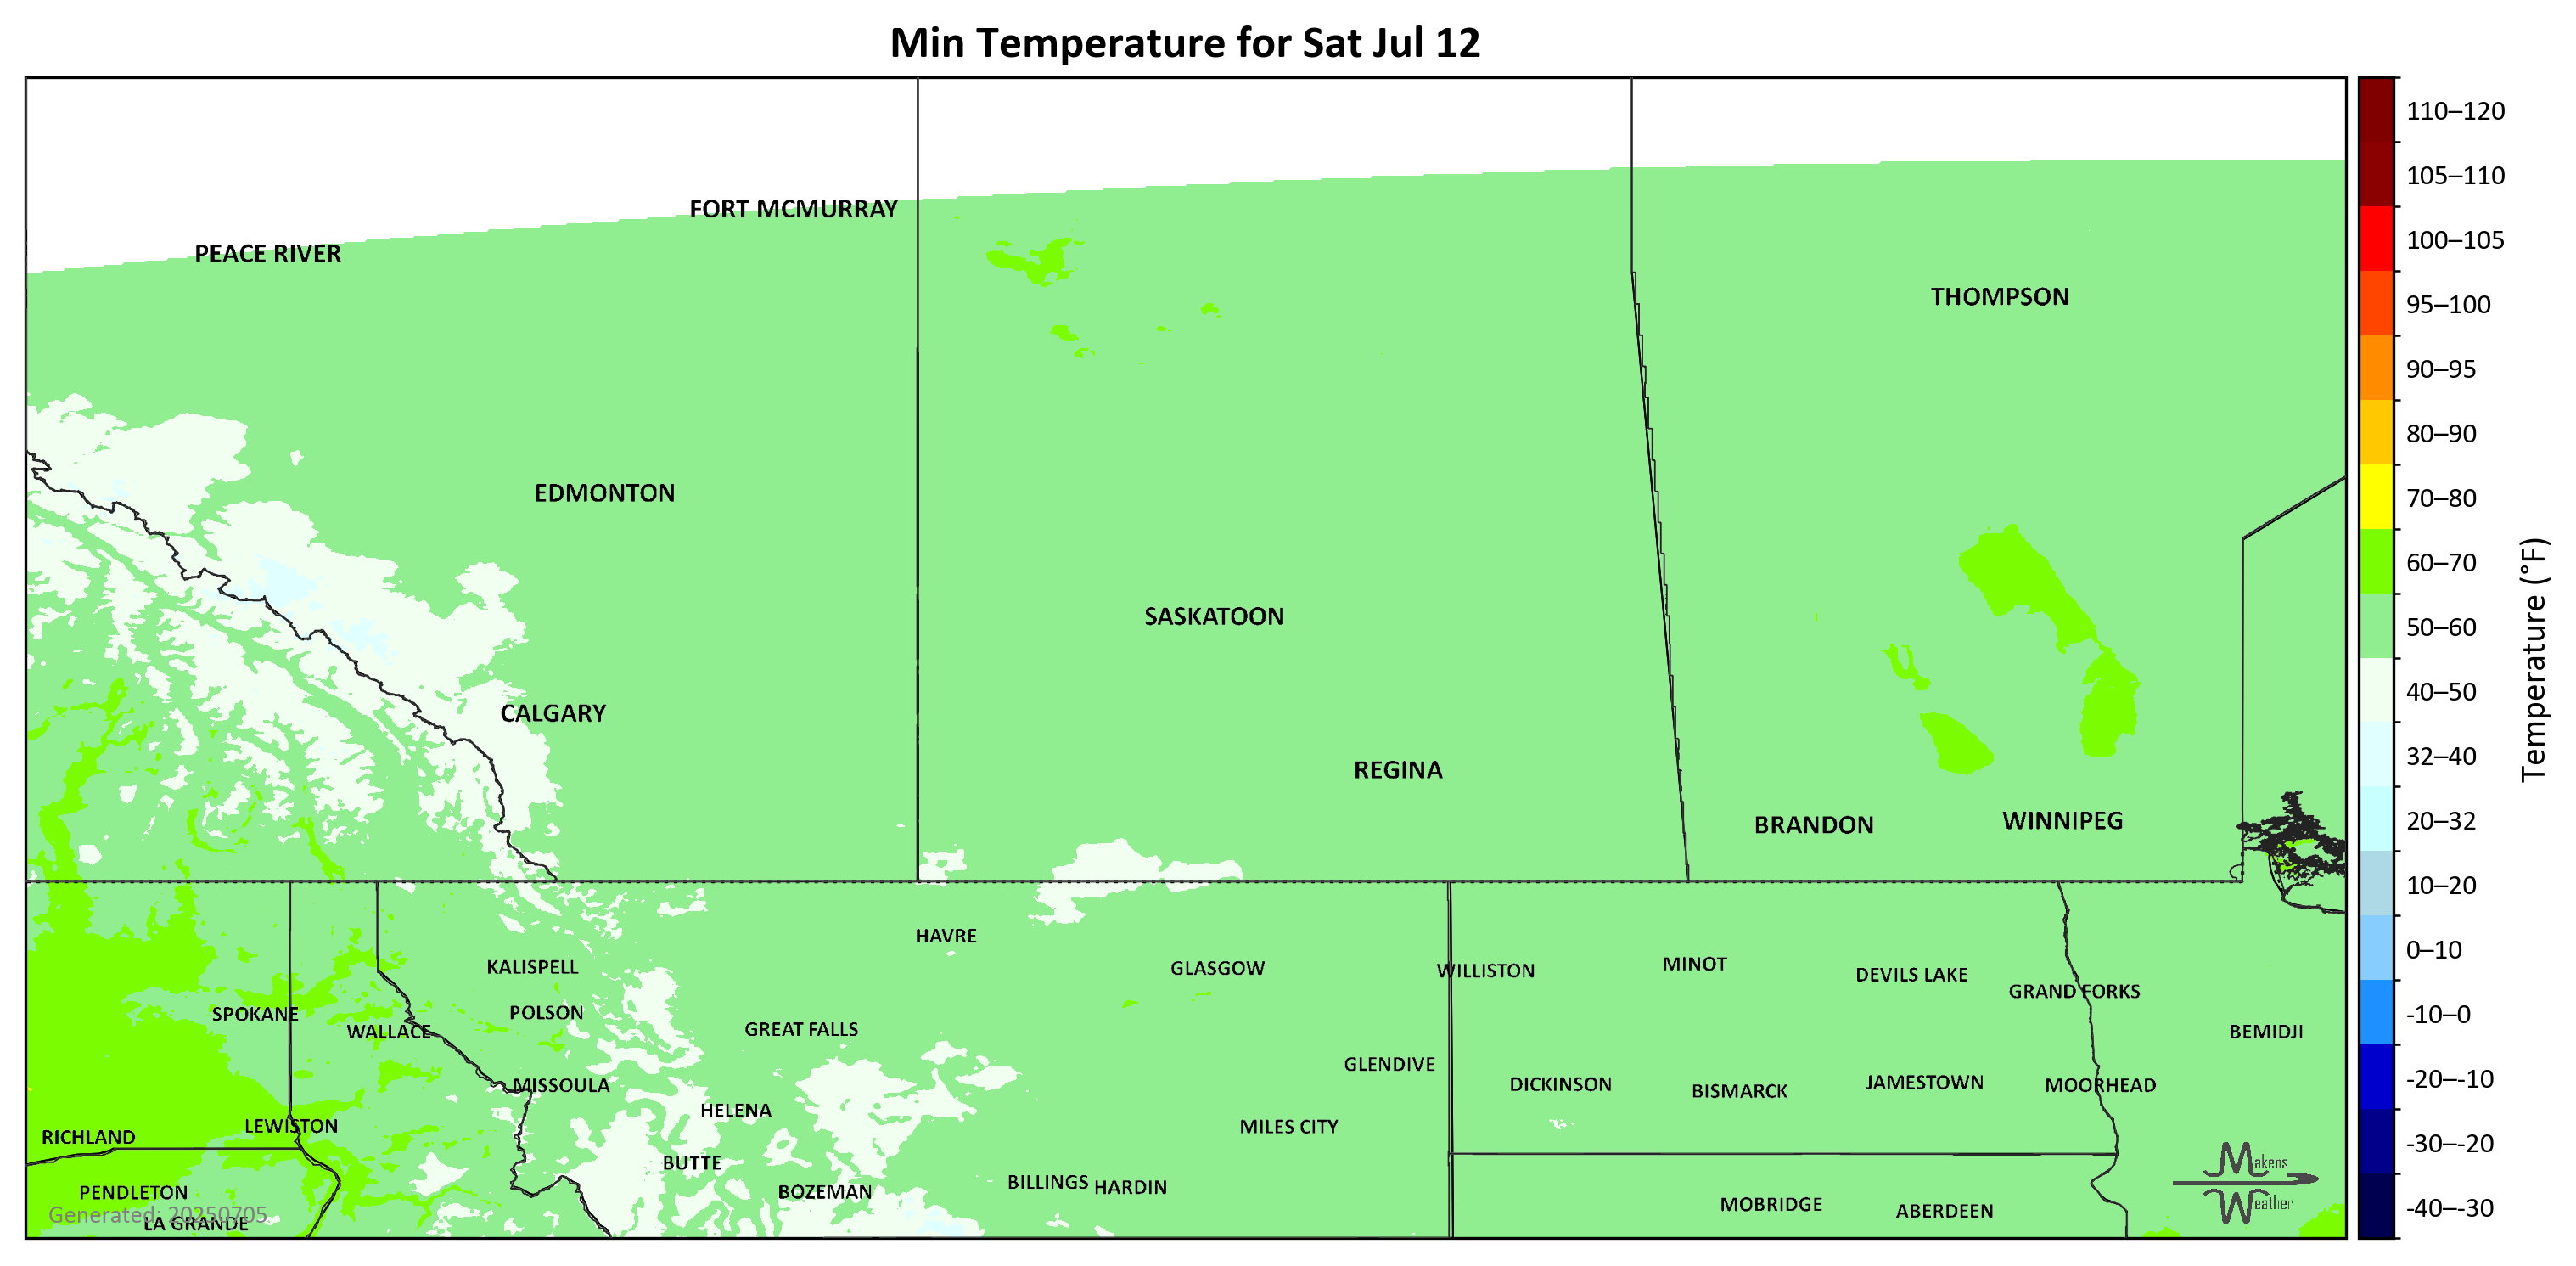 Min Temperature for Sat Jul 12
FORT MCMURRAY
PEACE RIVER
THOMPSON
EDMONTON
SASKATOON
CALGARY
REGINA
BRANDON
WINNIPEG
HAVRE
KALISPELL
GLASGOW
WILLISTON
MINOT
DEVILS LAKE
GRAND FORKS
SPOKANE
POLSON
WALLACE
GREAT FALLS
BEMIDJI
GLENDIVE
MISSOULA
DICKINSON
BISMARCK
JAMESTOWN
MOORHEAD
HELENA
LEWISTON
MILES CITY
RICHLAND
BUTTE
BILLINGS
HARDIN
PENDLETON
BOZEMAN
MOBRIDGE
ABERDEEN
Generated: 20250705
LA GRANDE
Makens
Weather
110–120
105–110
100–105
95–100
90–95
80–90
70–80
60–70
50–60
40–50
32–40
20–32
10–20
0–10
-10–0
-20–-10
-30–-20
-40–-30
Temperature (°F)